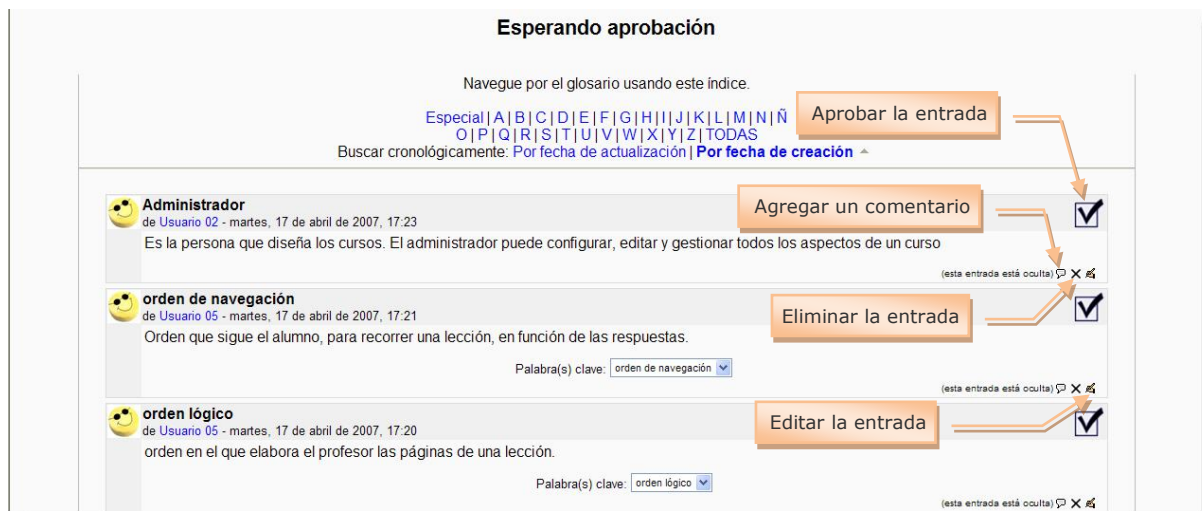 Esperando aprobación
Navegue por el glosario usando este índice.
Especial | A | B | C | D | E | F | G | H | I | J | K | L | M | N | Ñ
O | P | Q | R | S | T | U | V | W | X | Y | Z | TODAS
Buscar cronológicamente: Por fecha de actualización | Por fecha de creación
Aprobar la entrada
Administrador
de Usuario 02 - martes, 17 de abril de 2007, 17:23
Agregar un comentario
Es la persona que diseña los cursos. El administrador puede configurar, editar y gestionar todos los aspectos de un curso
(esta entrada está oculta)
orden de navegación
de Usuario 05 - martes, 17 de abril de 2007, 17:21
Eliminar la entrada
Orden que sigue el alumno, para recorrer una lección, en función de las respuestas.
Palabra(s) clave: orden de navegación
(esta entrada está oculta)
orden lógico
de Usuario 05 - martes, 17 de abril de 2007, 17:20
Editar la entrada
orden en el que elabora el profesor las páginas de una lección.
Palabra(s) clave: orden lógico
(esta entrada está oculta)